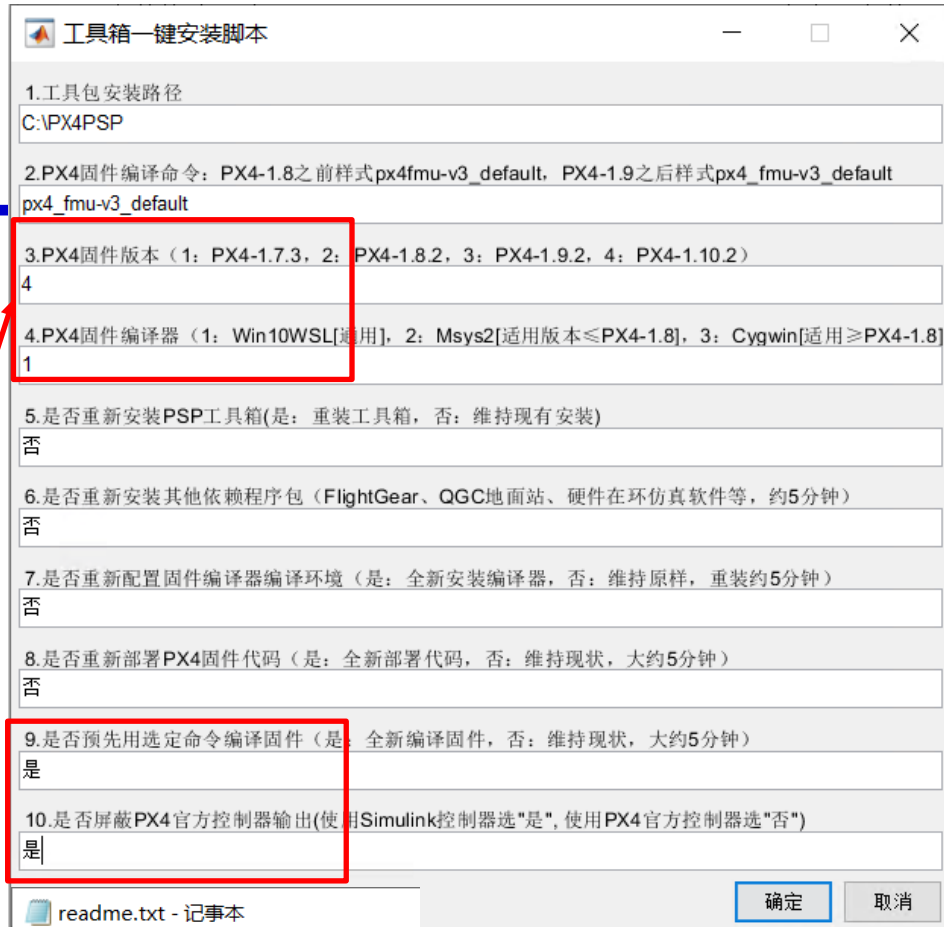 工具箱一键安装脚本
1.工具包安装路径
C:\PX4PSP
2.PX4固件编译命令：PX4-1.8之前样式px4fmu-v3_default，PX4-1.9之后样式px4_fmu-v3_default
px4_fmu-v3_default
3.PX4固件版本（1：PX4-1.7.3，2：PX4-1.8.2，3：PX4-1.9.2，4：PX4-1.10.2）
4
4.PX4固件编译器（1：Win10WSL[通用]，2：Msys2[适用版本≤PX4-1.8]，3：Cygwin[适用≥PX4-1.8]
1
5.是否重新安装PSP工具箱(是：重装工具箱，否：维持现有安装)
否
6.是否重新安装其他依赖程序包（FlightGear、QGC地面站、硬件在环仿真软件等，约5分钟）
否
7.是否重新配置固件编译器编译环境（是：全新安装编译器，否：维持原样，重装约5分钟）
否
8.是否重新部署PX4固件代码（是：全新部署代码，否：维持现状，大约5分钟）
否
9.是否预先用选定命令编译固件（是：全新编译固件，否：维持现状，大约5分钟）
是
10.是否屏蔽PX4官方控制器输出(使用Simulink控制器选"是",使用PX4官方控制器选"否")
是
确定 取消
readme.txt - 记事本